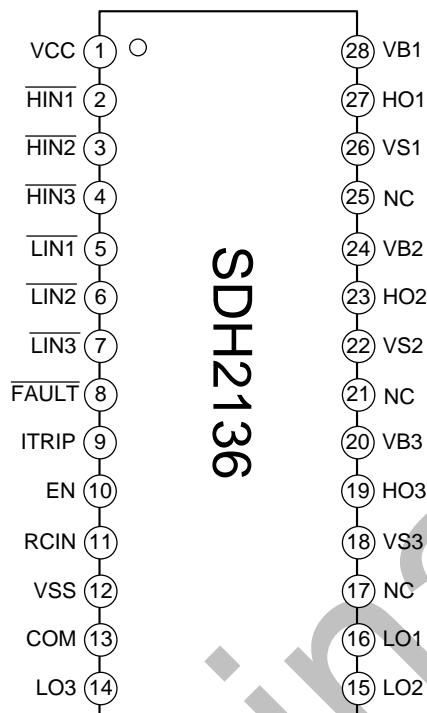 VCC 1 28 VB1
HIN1 2 27 HO1
HIN2 3 26 VS1
HIN3 4 25 NC
LIN1 5 24 VB2
LIN2 6 23 HO2
LIN3 7 22 VS2
FAULT 8 21 NC
ITRIP 9 20 VB3
EN 10 19 HO3
RCIN 11 18 VS3
VSS 12 17 NC
COM 13 16 LO1
LO3 14 15 LO2
SDH2136